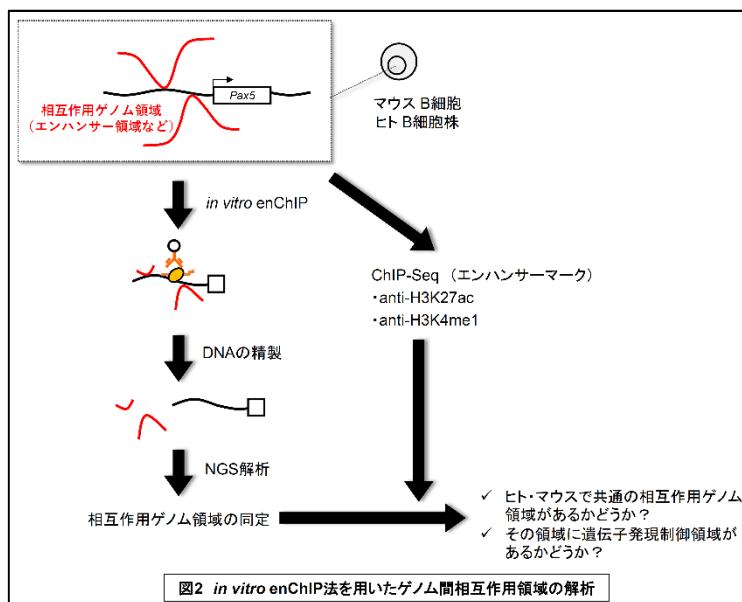 Pax5
相互作用ゲノム領域
（エンハンサー領域など）
マウス B細胞
ヒト B細胞株
in vitro enChIP
ChIP-Seq （エンハンサーマーク）
・anti-H3K27ac
・anti-H3K4me1
DNAの精製
NGS解析
相互作用ゲノム領域の同定
✓ ヒト・マウスで共通の相互作用ゲノム
領域があるかどうか？
✓ その領域に遺伝子発現制御領域が
あるかどうか？
図2 in vitro enChIP法を用いたゲノム間相互作用領域の解析